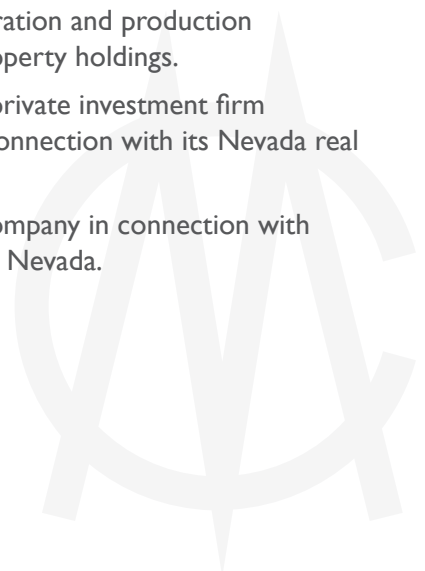 ration and production
operty holdings.
private investment firm
onnection with its Nevada real
ompany in connection with
Nevada.